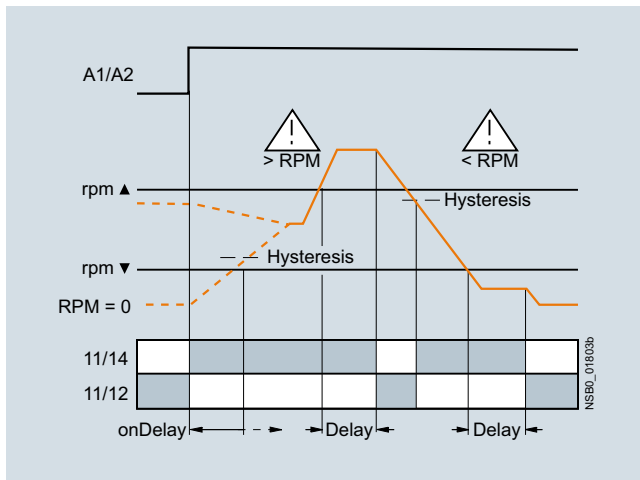 A1/A2
!
!
> RPM
< RPM
rpm ▲
Hysteresis
Hysteresis
rpm ▼
RPM = 0
11/14
11/12
onDelay
Delay
Delay
NSB0_01803b